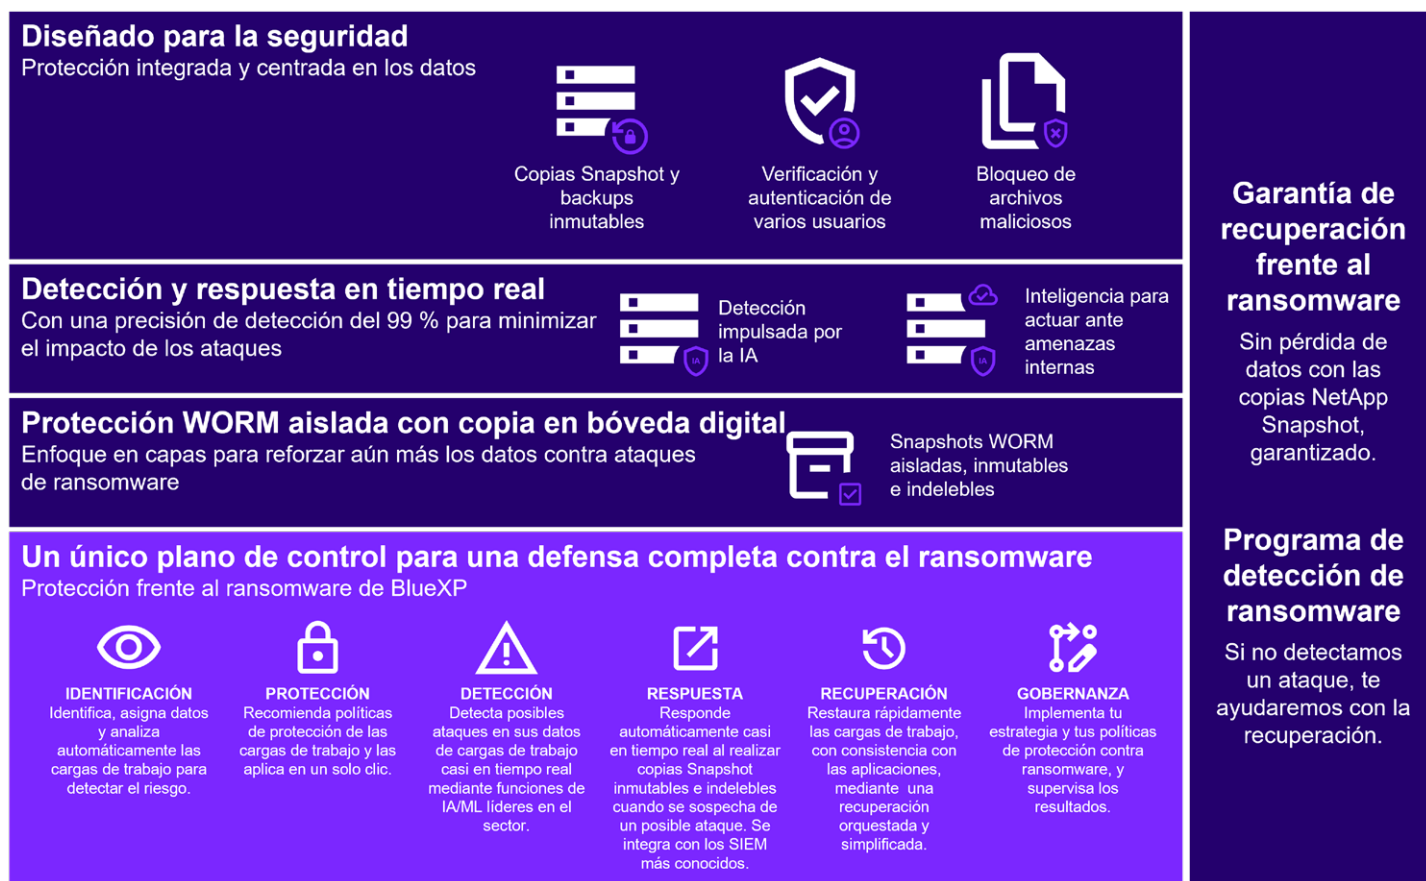 Diseñado para la seguridad
Protección integrada y centrada en los datos
Copias Snapshot y
backups
inmutables
Verificación y
autenticación de
varios usuarios
Bloqueo de
archivos
maliciosos
Detección y respuesta en tiempo real
Con una precisión de detección del 99 % para minimizar
el impacto de los ataques
IA
Detección
impulsada por
la IA
IA
Inteligencia para
actuar ante
amenazas
internas
Protección WORM aislada con copia en bóveda digital
Enfoque en capas para reforzar aún más los datos contra ataques
de ransomware
Snapshots WORM
aisladas, inmutables
e indelebles
Un único plano de control para una defensa completa contra el ransomware
Protección frente al ransomware de BlueXP
IDENTIFICACIÓN
Identifica, asigna datos
y analiza
automáticamente las
cargas de trabajo para
detectar el riesgo.
PROTECCIÓN
Recomienda políticas
de protección de las
cargas de trabajo y las
aplica en un solo clic.
DETECCIÓN
Detecta posibles
ataques en sus datos
de cargas de trabajo
casi en tiempo real
mediante funciones de
IA/ML líderes en el
sector.
RESPUESTA
Responde
automáticamente casi
en tiempo real al realizar
copias Snapshot
inmutables e indelebles
cuando se sospecha de
un posible ataque. Se
integra con los SIEM
más conocidos.
RECUPERACIÓN
Restaura rápidamente
las cargas de trabajo,
con consistencia con
las aplicaciones,
mediante una
recuperación
orquestada y
simplificada.
GOBERNANZA
Implementa tu
estrategia y tus políticas
de protección contra
ransomware, y
supervisa los
resultados.
Garantía de
recuperación
frente al
ransomware
Sin pérdida de
datos con las
copias NetApp
Snapshot,
garantizado.
Programa de
detección de
ransomware
Si no detectamos
un ataque, te
ayudaremos con la
recuperación.